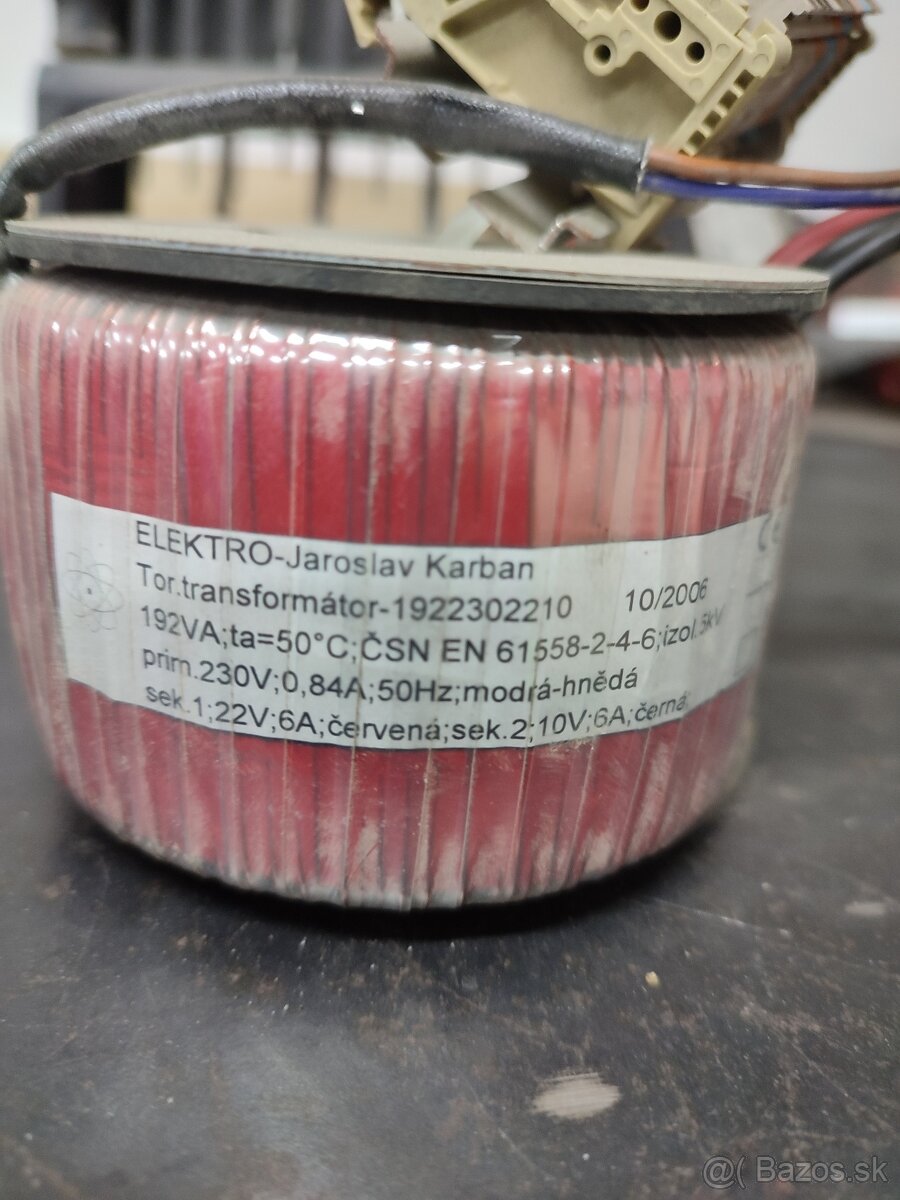 ELEKTRO-Jaroslav Karban
Tor.transformátor-1922302210 10/2006
192VA;ta=50°C;ČSN EN 61558-2-4-6;izol.5kV
prim.230V;0,84A;50Hz;modrá-hnědá
sek.1;22V;6A;červená;sek.2;10V;6A;černá;
CE
@( Bazos.sk